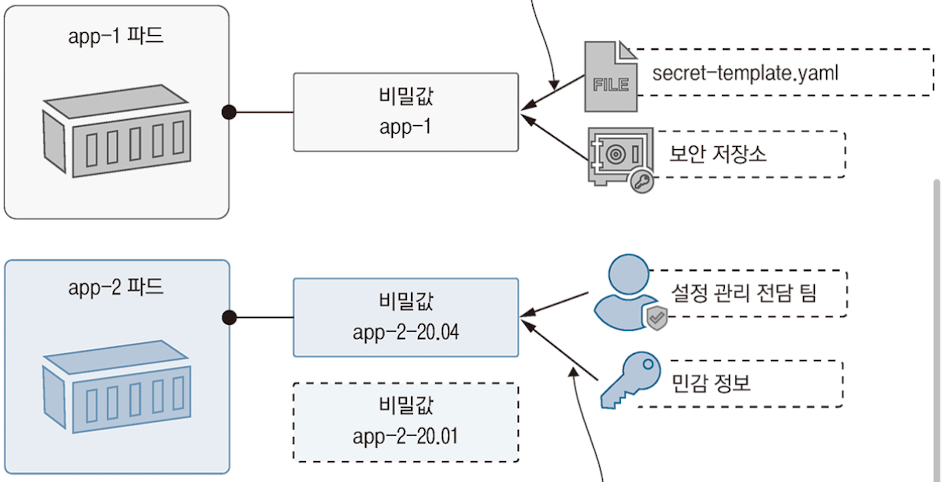 app-1 파드
비밀값
app-1
FILE
secret-template.yaml
보안 저장소
app-2 파드
비밀값
app-2-20.04
설정 관리 전담 팀
민감 정보
비밀값
app-2-20.01